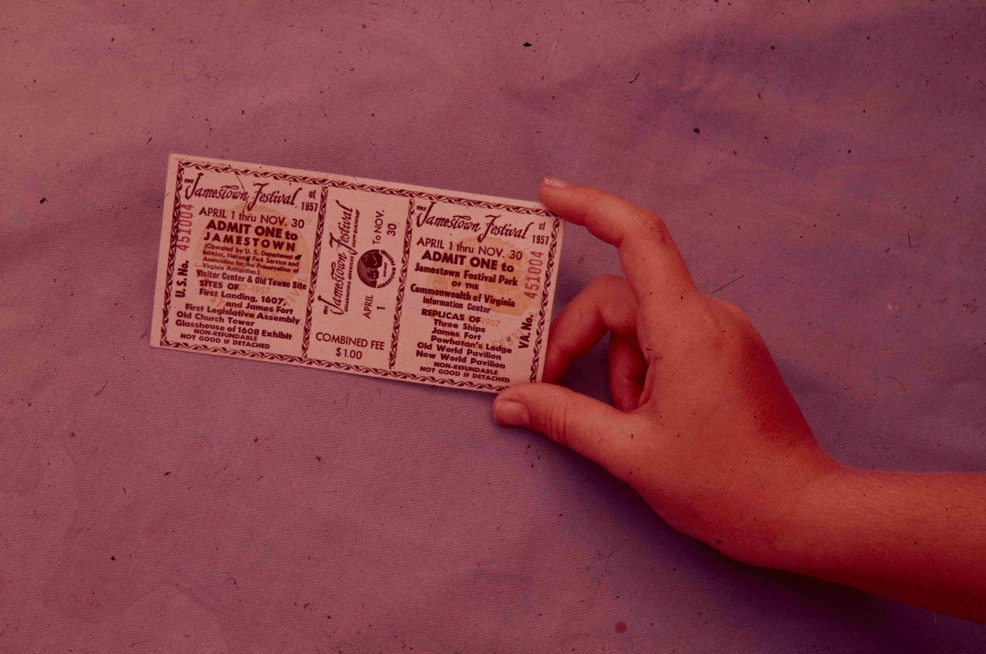 THE Jamestown Festival of 1957
APRIL 1 thru NOV. 30
ADMIT ONE to
JAMESTOWN
(Operated by U. S. Department of
Interior, National Park Service and
Association for the Preservation of
Virginia Antiquities.)
Visitor Center & Old Towne Site
SITES OF
First Landing, 1607
and James Fort
First Legislative Assembly
Old Church Tower
Glasshouse of 1608 Exhibit
NON-REFUNDABLE
NOT GOOD IF DETACHED
U.S. No. 451004
THE Jamestown Festival
APRIL 1 To NOV. 30
COMBINED FEE
$1.00
THE Jamestown Festival of 1957
APRIL 1 thru NOV. 30
ADMIT ONE to
Jamestown Festival Park
OF THE
Commonwealth of Virginia
Information Center
REPLICAS OF
Three Ships
James Fort
Powhatan's Lodge
Old World Pavilion
New World Pavilion
NON-REFUNDABLE
NOT GOOD IF DETACHED
VA. No. 451004